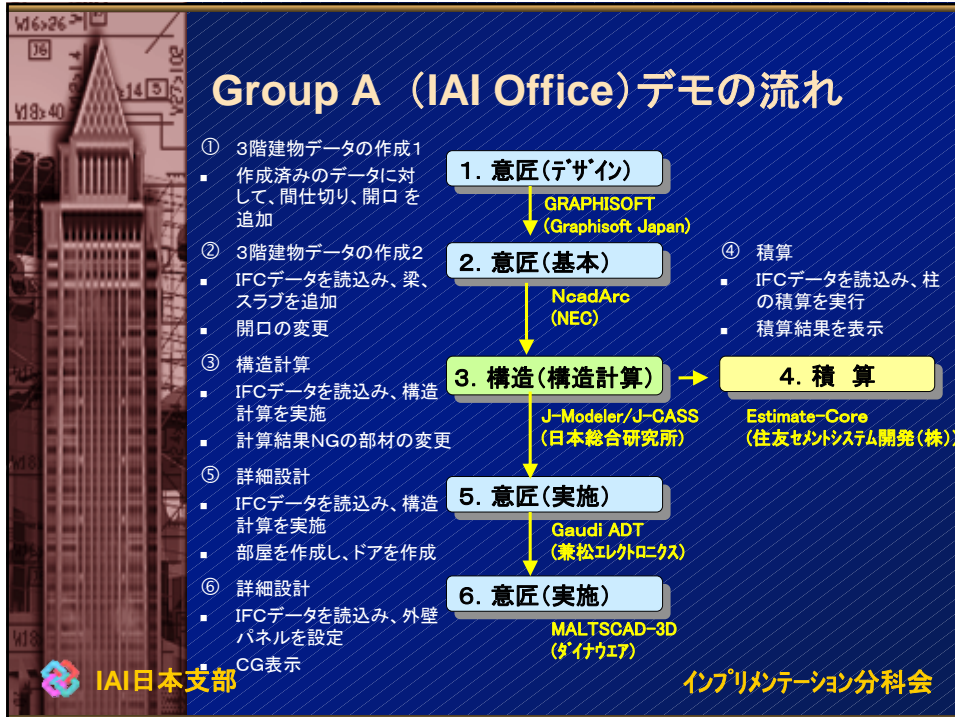 W16×26
J6
14
5
W27×102
W18×40
Group A （IAI Office）デモの流れ
① 3階建物データの作成1
■ 作成済みのデータに対
して、間仕切り、開口 を
追加
② 3階建物データの作成2
■ IFCデータを読込み、梁、
スラブを追加
■ 開口の変更
③ 構造計算
■ IFCデータを読込み、構造
計算を実施
■ 計算結果NGの部材の変更
⑤ 詳細設計
■ IFCデータを読込み、構造
計算を実施
■ 部屋を作成し、ドアを作成
⑥ 詳細設計
■ IFCデータを読込み、外壁
パネルを設定
■ CG表示
1．意匠（ﾃﾞｻﾞｲﾝ）
GRAPHISOFT
(Graphisoft Japan)
2．意匠（基本）
NcadArc
(NEC)
3．構造（構造計算）
J-Modeler/J-CASS
(日本総合研究所)
④ 積算
■ IFCデータを読込み、柱
の積算を実行
■ 積算結果を表示
4．積 算
Estimate-Core
(住友ｾﾒﾝﾄｼｽﾃﾑ開発（株）)
5．意匠（実施）
Gaudi ADT
(兼松ｴﾚｸﾄﾛﾆｸｽ)
6．意匠（実施）
MALTSCAD-3D
(ﾀﾞｲﾅｳｴｱ)
W18
IAI日本支部
ｲﾝﾌﾟﾘﾒﾝﾃｰｼｮﾝ分科会